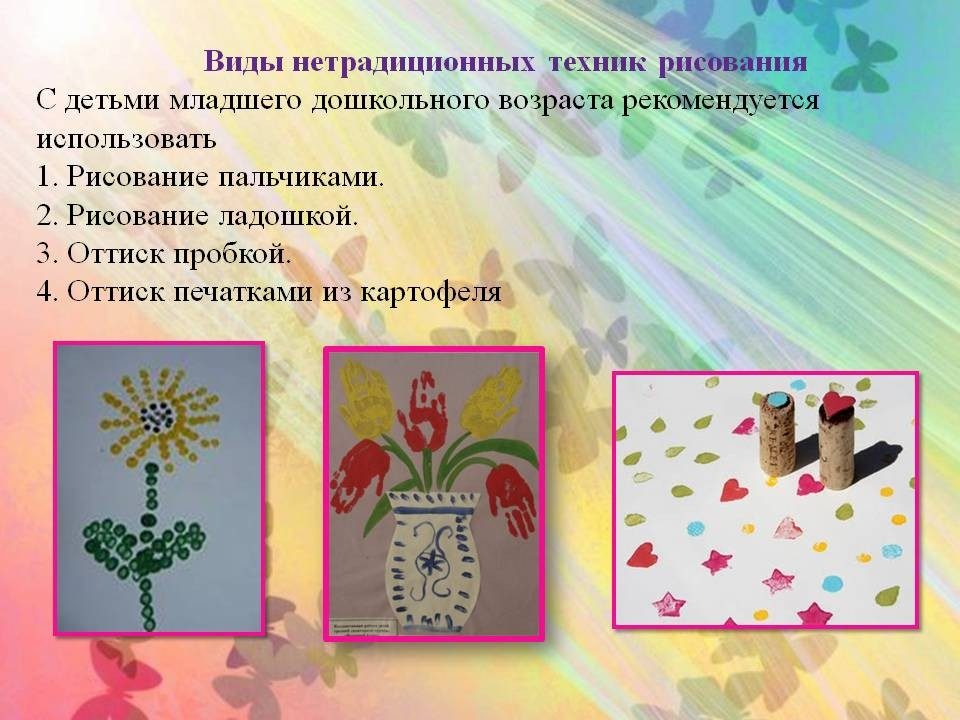 Виды нетрадиционных техник рисования
С детьми младшего дошкольного возраста рекомендуется
использовать
1. Рисование пальчиками.
2. Рисование ладошкой.
3. Оттиск пробкой.
4. Оттиск печатками из картофеля